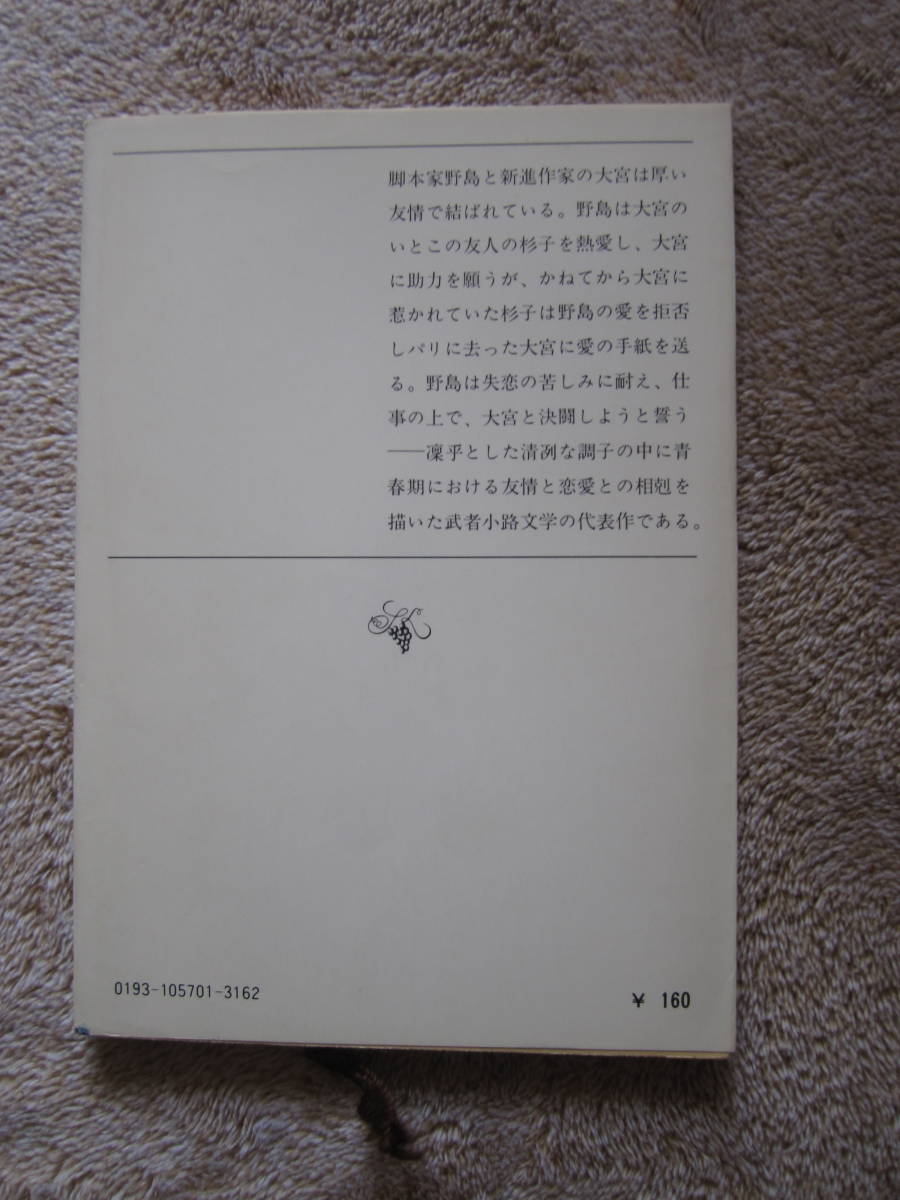 脚本家野島と新進作家の大宮は厚い
友情で結ばれている。野島は大宮の
いとこの友人の杉子を熱愛し、大宮
に助力を願うが、かねてから大宮に
惹かれていた杉子は野島の愛を拒否
しパリに去った大宮に愛の手紙を送
る。野島は失恋の苦しみに耐え、仕
事の上で、大宮と決闘しようと誓う
──凜乎とした清冽な調子の中に青
春期における友情と恋愛との相剋を
描いた武者小路文学の代表作である。
SK
0193-105701-3162
¥ 160